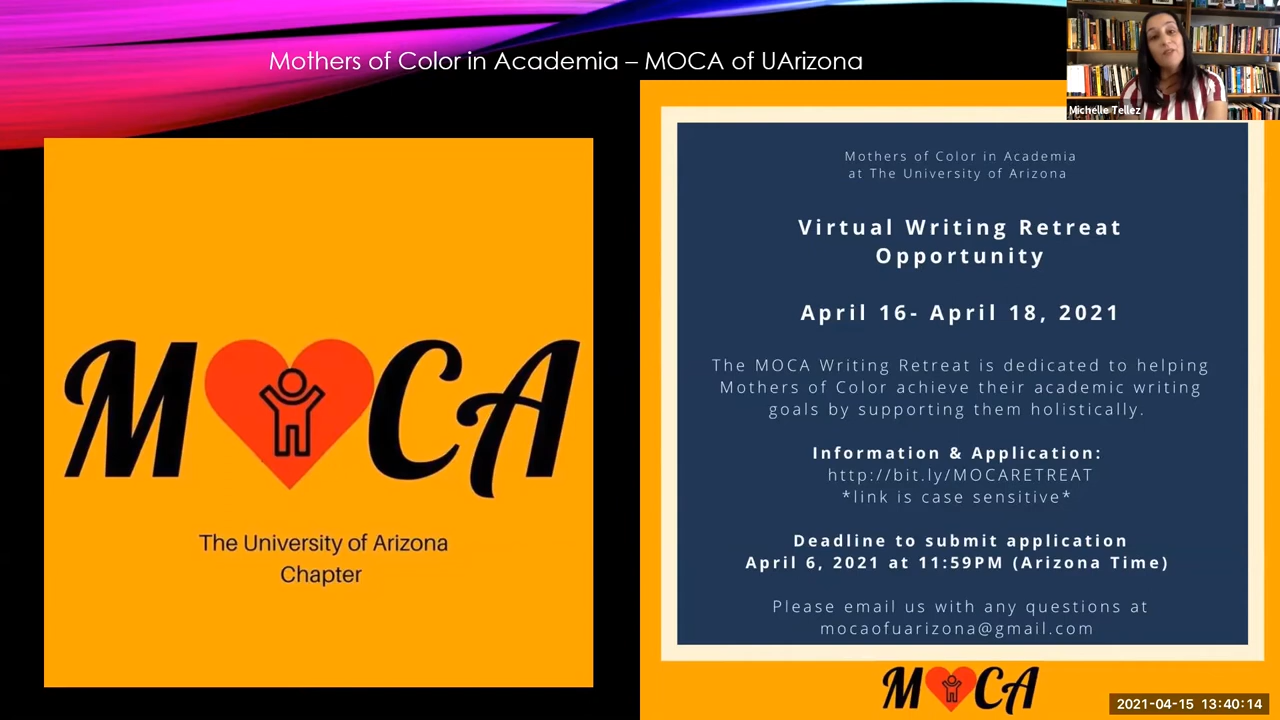 Mothers of Color in Academia – MOCA of UArizona
Michelle Tellez
MOCA
The University of Arizona
Chapter
Mothers of Color in Academia
at The University of Arizona
Virtual Writing Retreat
Opportunity
April 16- April 18, 2021
The MOCA Writing Retreat is dedicated to helping
Mothers of Color achieve their academic writing
goals by supporting them holistically.
Information & Application:
http://bit.ly/MOCARETREAT
*link is case sensitive*
Deadline to submit application
April 6, 2021 at 11:59PM (Arizona Time)
Please email us with any questions at
mocaofuarizona@gmail.com
MOCA
2021-04-15 13:40:14